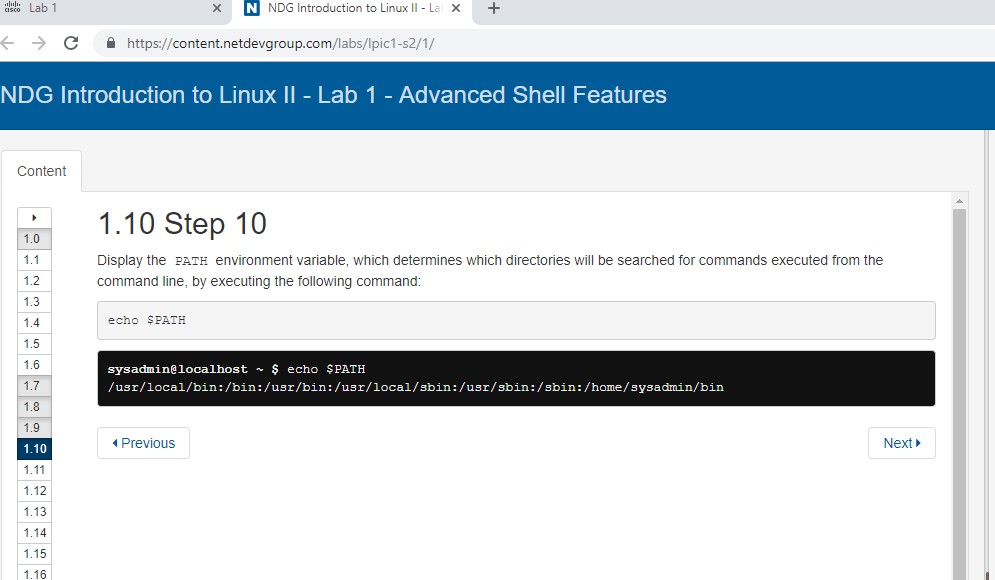 cisco Lab 1
NDG Introduction to Linux II - La
https://content.netdevgroup.com/labs/lpic1-s2/1/
NDG Introduction to Linux II - Lab 1 - Advanced Shell Features
Content
1.0
1.1
1.2
1.3
1.4
1.5
1.6
1.7
1.8
1.9
1.10
1.11
1.12
1.13
1.14
1.15
1.16
1.10 Step 10
Display the PATH environment variable, which determines which directories will be searched for commands executed from the
command line, by executing the following command:
echo $PATH
sysadmin@localhost ~ $ echo $PATH
/usr/local/bin:/bin:/usr/bin:/usr/local/sbin:/usr/sbin:/sbin:/home/sysadmin/bin
Previous
Next